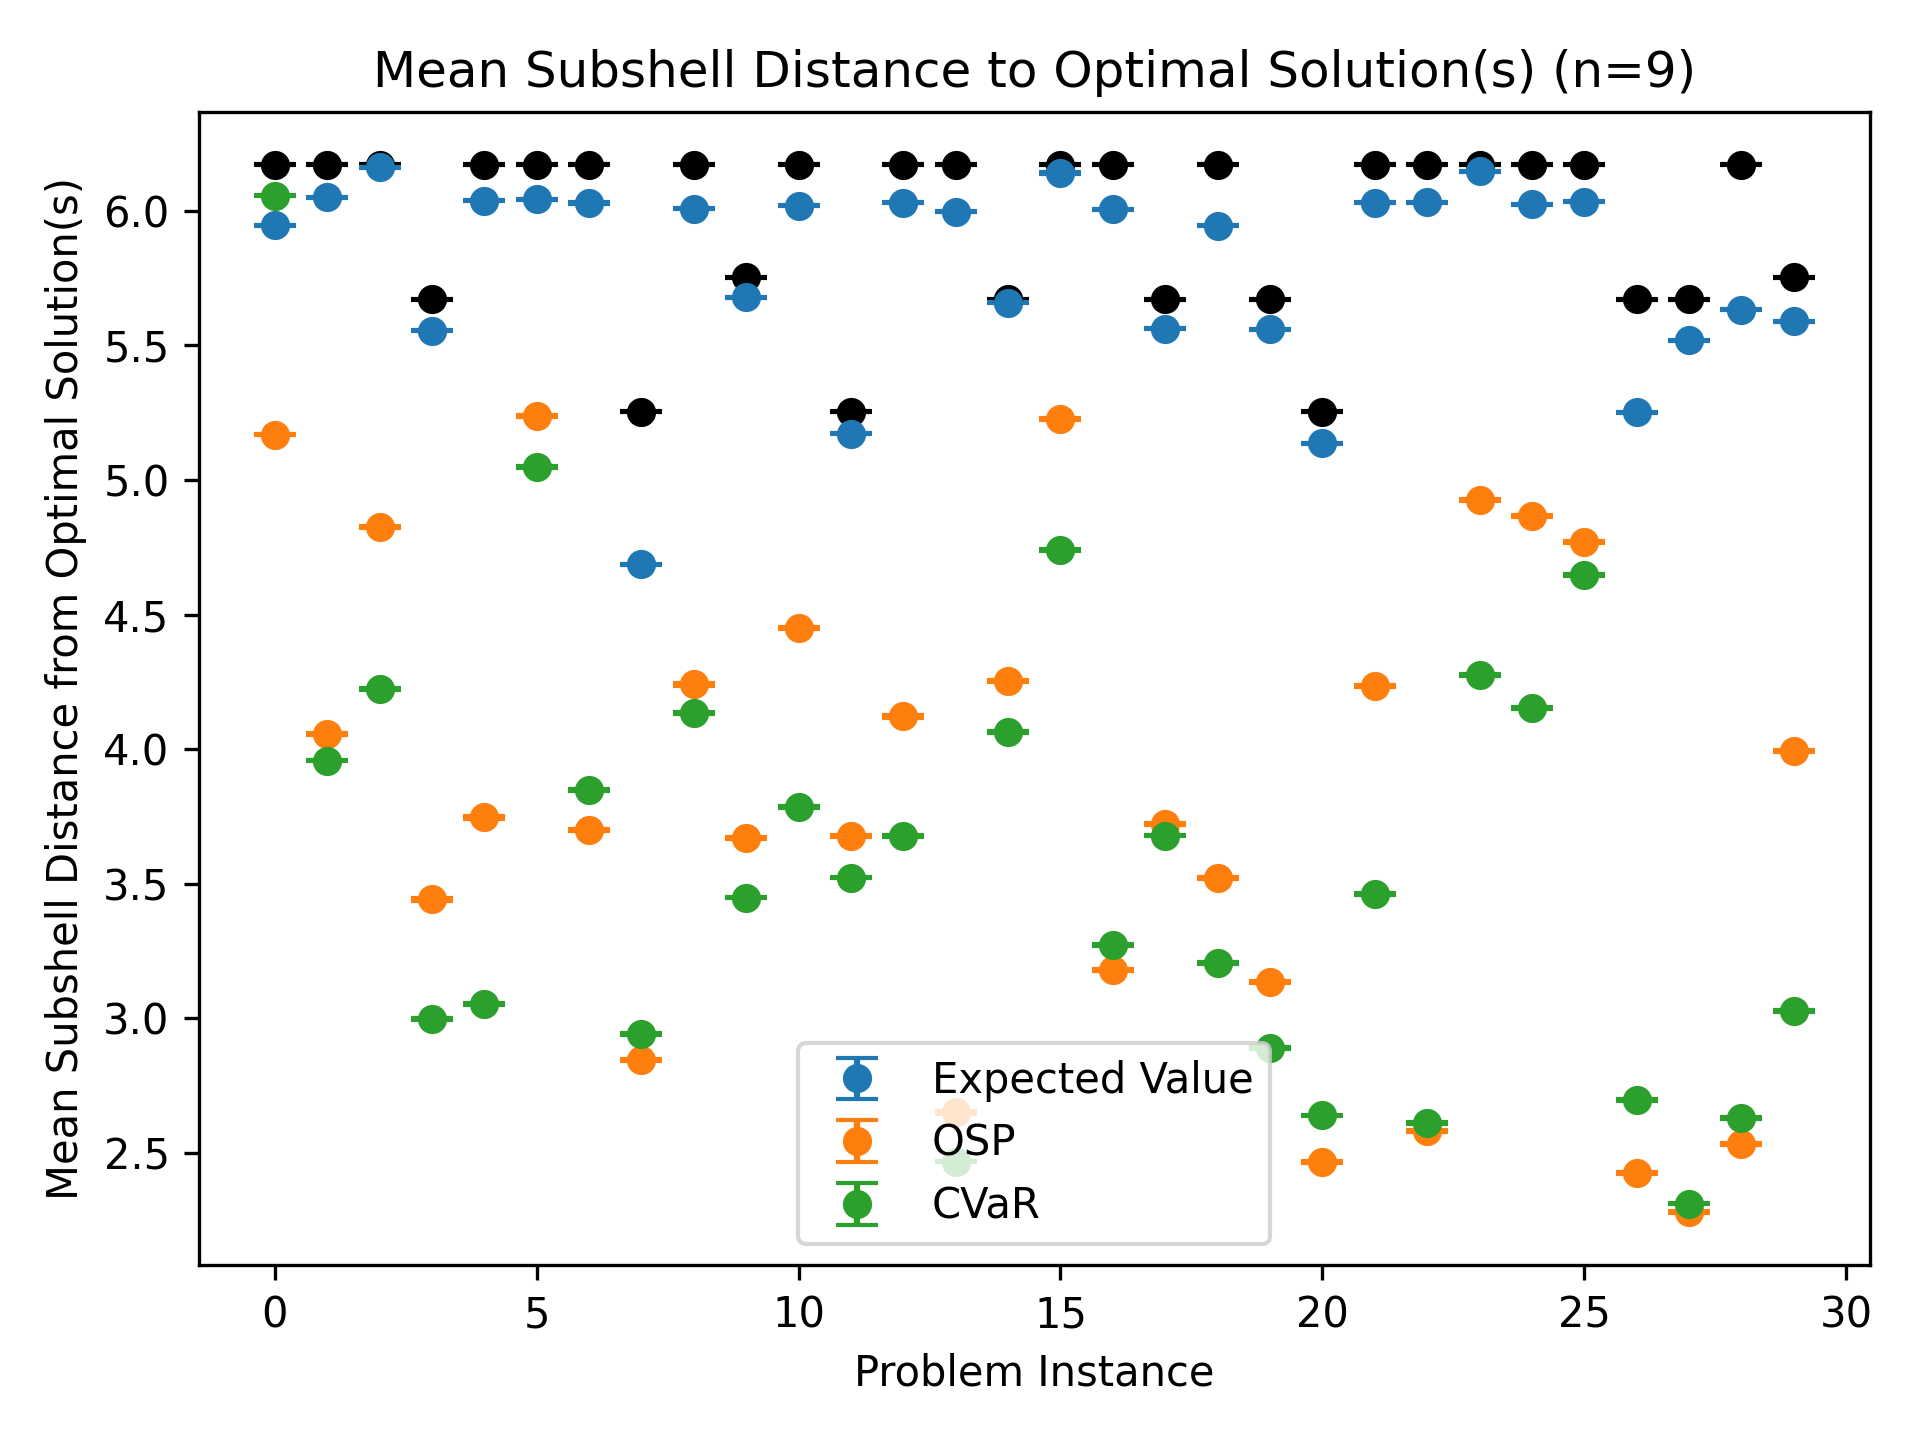 Mean Subshell Distance to Optimal Solution(s) (n=9)
Mean Subshell Distance from Optimal Solution(s)
6.0
5.5
5.0
4.5
4.0
3.5
3.0
2.5
Expected Value
OSP
CVaR
0 5 10 15 20 25 30
Problem Instance